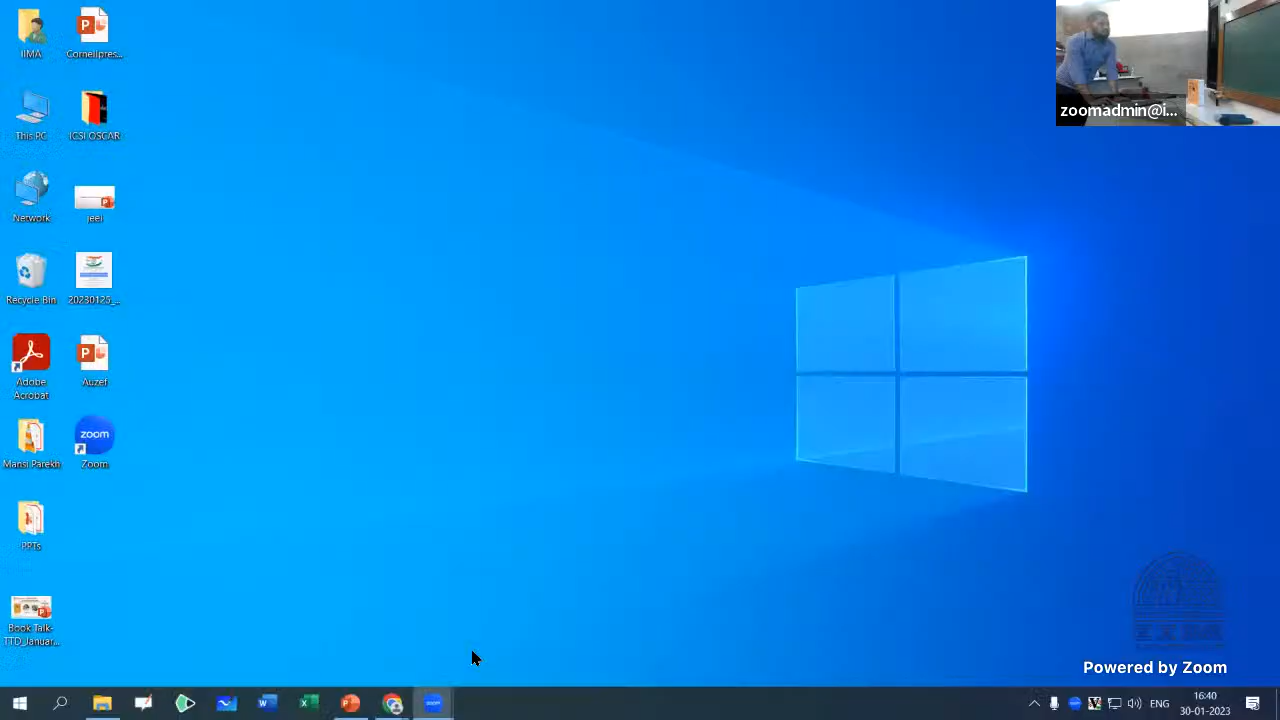 IIMA
Cornellpres...
This PC
ICSI OSCAR
Network
jeel
Recycle Bin
20230125_...
Adobe
Acrobat
Auzef
zoom
Mansi Parekh
Zoom
PPTs
Book Talk-
TTD_Januar...
zoomadmin@i...
Powered by Zoom
ENG
16:40
30-01-2023